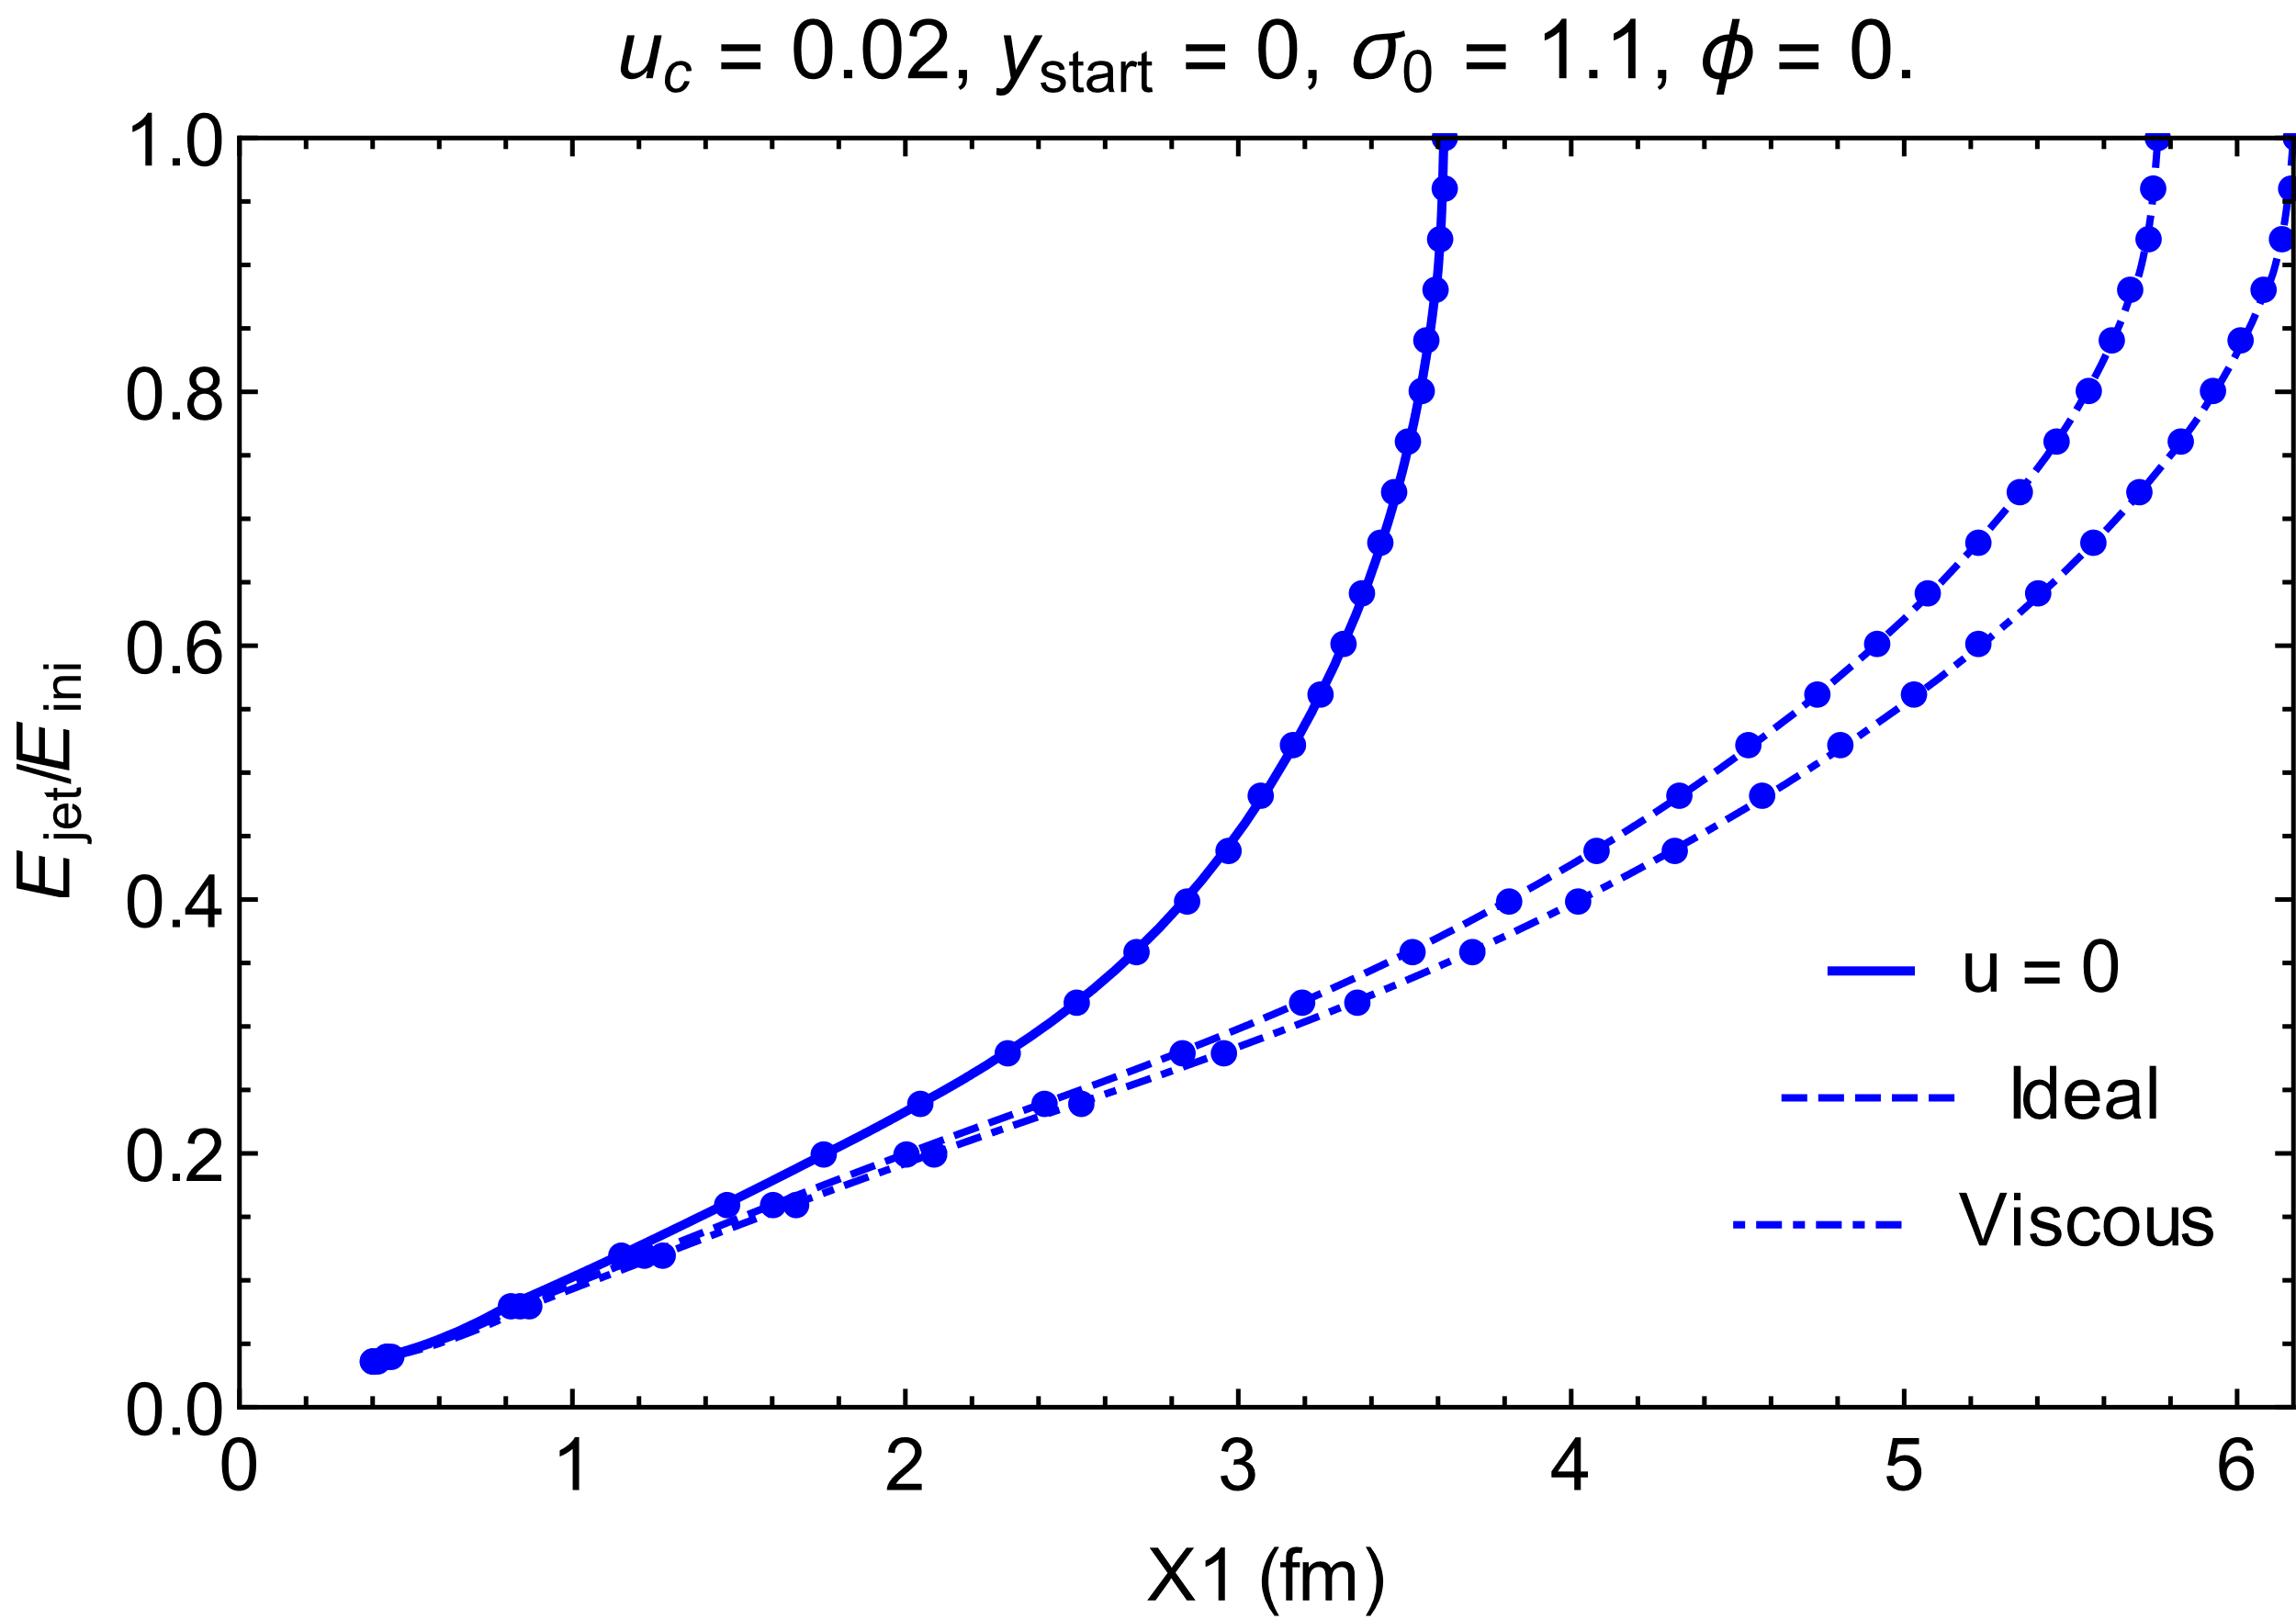 u_c = 0.02, y_start = 0, σ_0 = 1.1, ϕ = 0.
1.0
0.8
0.6
0.4
0.2
0.0
E_jet/E_ini
u = 0
Ideal
Viscous
0 1 2 3 4 5 6
X1 (fm)